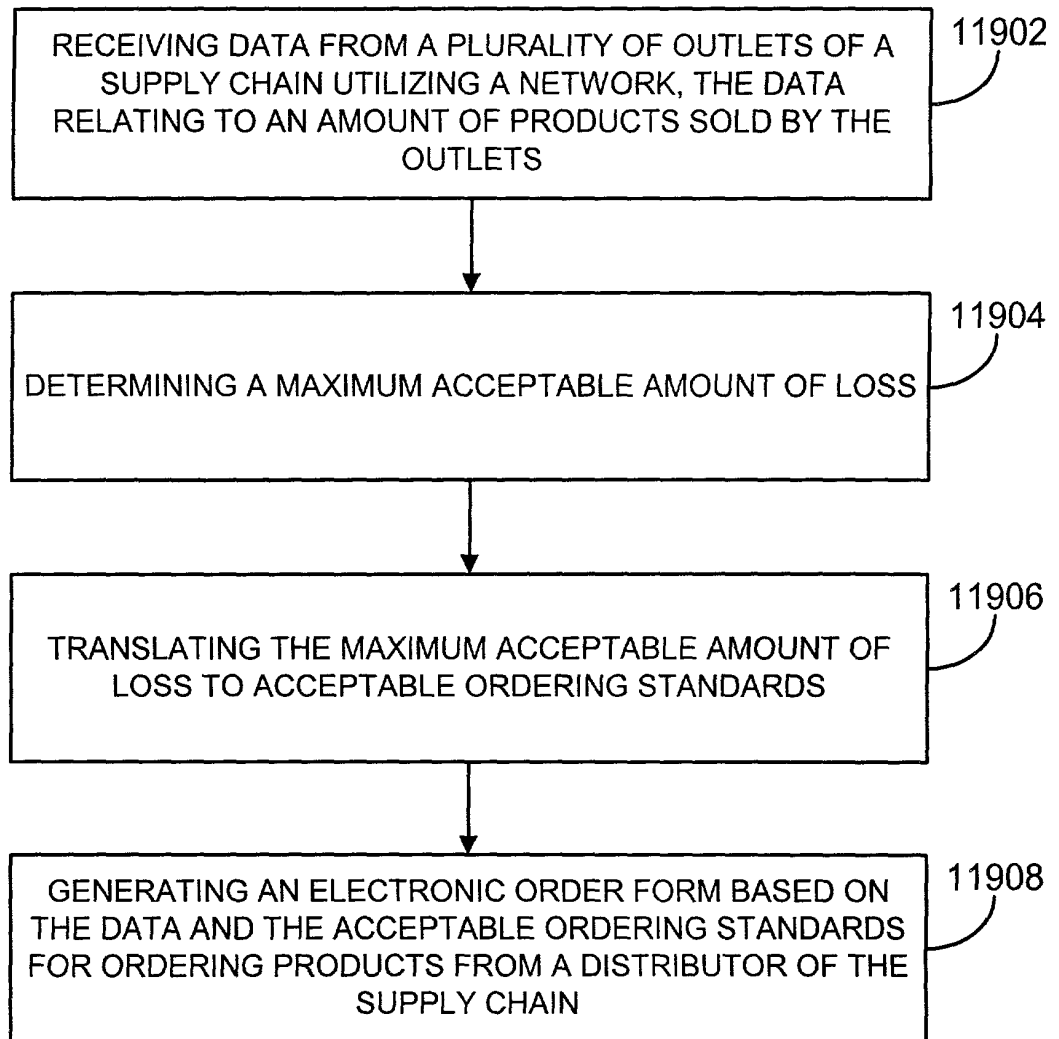 RECEIVING DATA FROM A PLURALITY OF OUTLETS OF A
SUPPLY CHAIN UTILIZING A NETWORK, THE DATA
RELATING TO AN AMOUNT OF PRODUCTS SOLD BY THE
OUTLETS
11902
DETERMINING A MAXIMUM ACCEPTABLE AMOUNT OF LOSS
11904
TRANSLATING THE MAXIMUM ACCEPTABLE AMOUNT OF
LOSS TO ACCEPTABLE ORDERING STANDARDS
11906
GENERATING AN ELECTRONIC ORDER FORM BASED ON
THE DATA AND THE ACCEPTABLE ORDERING STANDARDS
FOR ORDERING PRODUCTS FROM A DISTRIBUTOR OF THE
SUPPLY CHAIN
11908